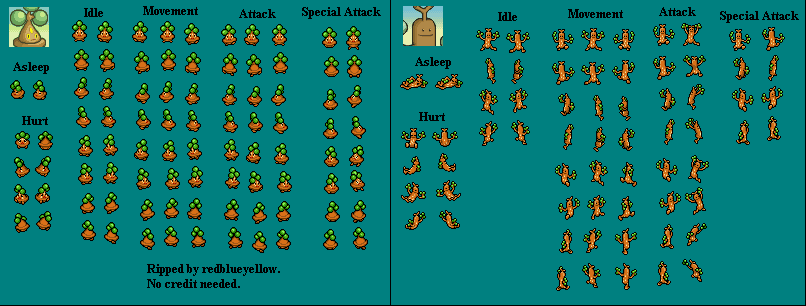 Idle
Movement
Attack
Special Attack
Asleep
Hurt
Ripped by redblueyellow.
No credit needed.
Idle
Movement
Attack
Special Attack
Asleep
Hurt